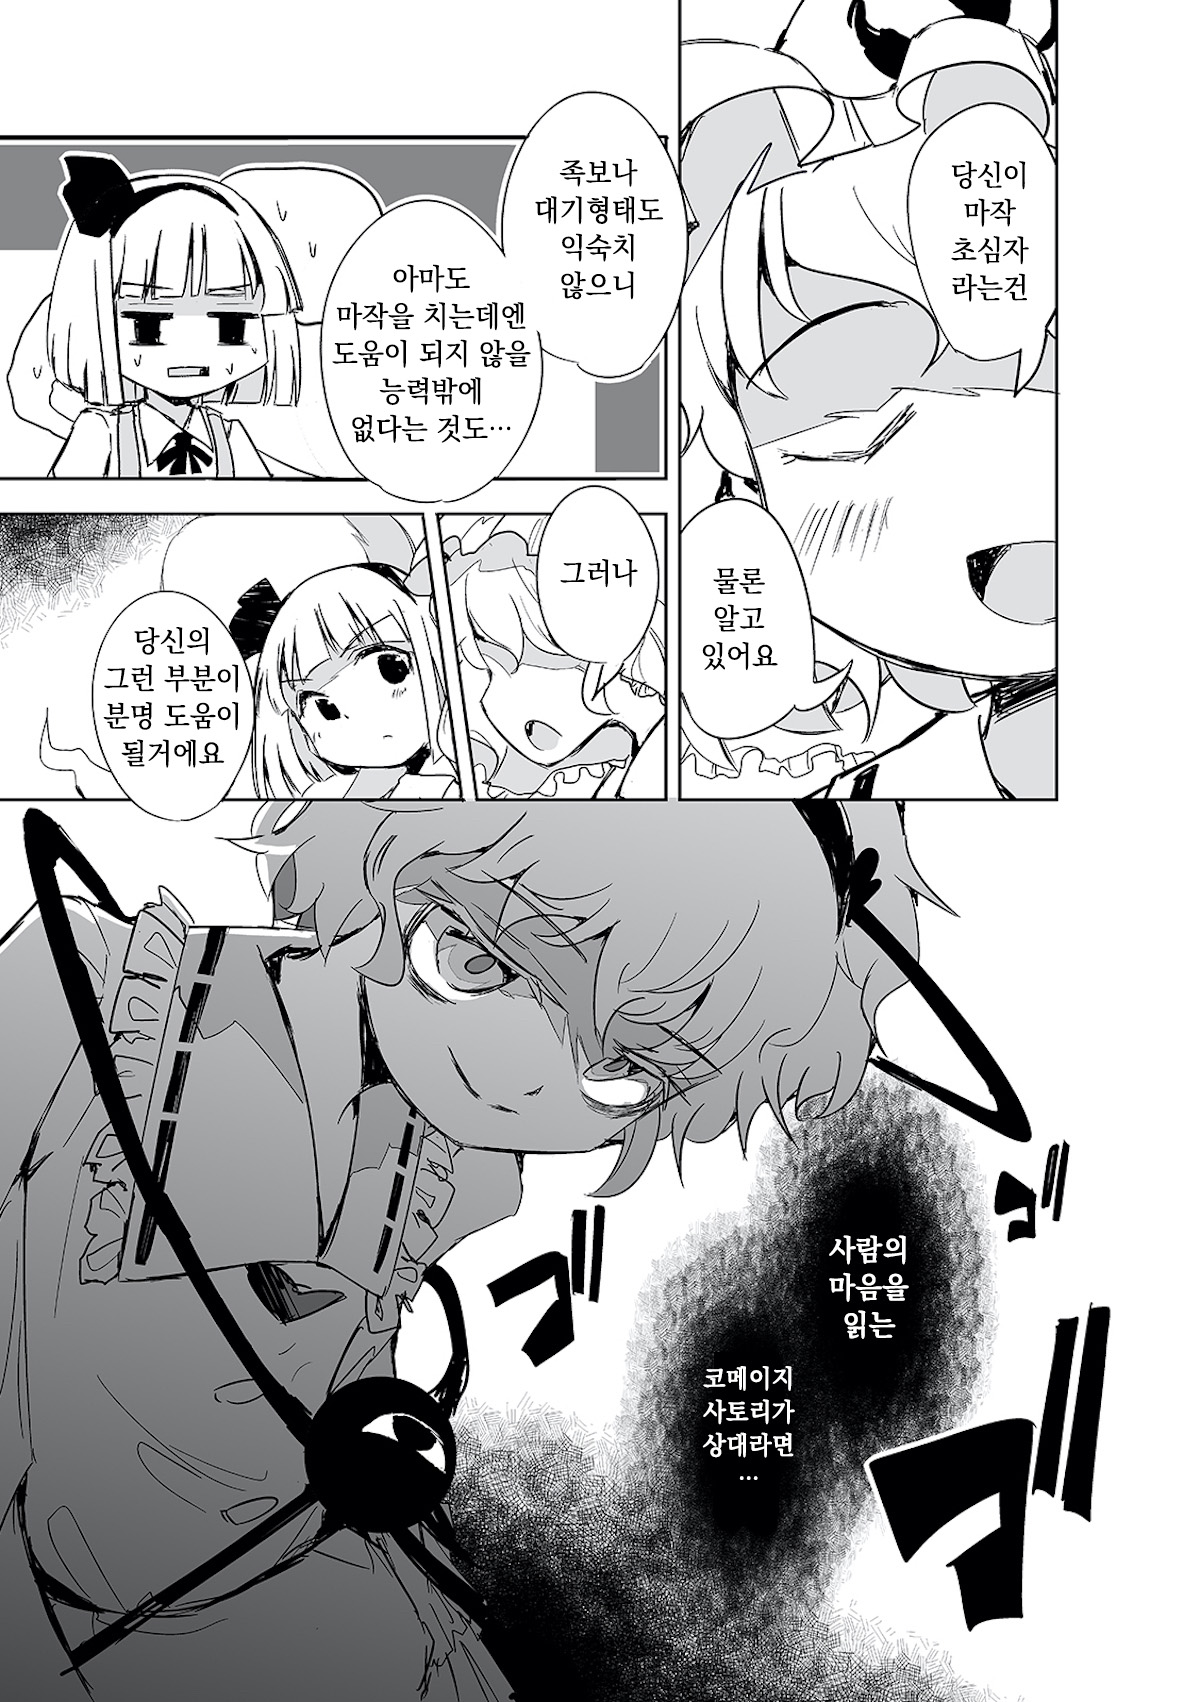 당신이
마작
초심자
라는건
물론
알고
있어요
족보나
대기형태도
익숙치
않으니
아마도
마작을 치는데엔
도움이 되지 않을
능력밖에
없다는 것도…
그러나
당신의
그런 부분이
분명 도움이
될거에요
사람의
마음을
읽는
코메이지
사토리가
상대라면
…
ゴゴゴ